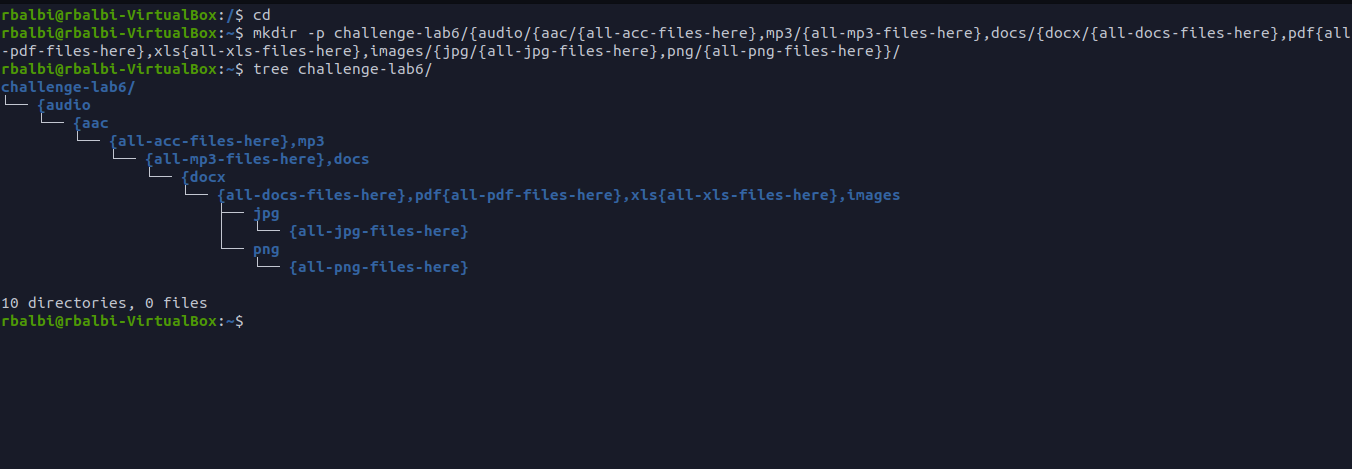 rbalbi@rbalbi-VirtualBox:/$ cd
rbalbi@rbalbi-VirtualBox:~$ mkdir -p challenge-lab6/{audio/{aac/{all-acc-files-here},mp3/{all-mp3-files-here},docs/{docx/{all-docs-files-here},pdf{all
-pdf-files-here},xls{all-xls-files-here},images/{jpg/{all-jpg-files-here},png/{all-png-files-here}}/
rbalbi@rbalbi-VirtualBox:~$ tree challenge-lab6/
challenge-lab6/
└── {audio
    └── {aac
        └── {all-acc-files-here},mp3
            └── {all-mp3-files-here},docs
                └── {docx
                    └── {all-docs-files-here},pdf{all-pdf-files-here},xls{all-xls-files-here},images
                        ├── jpg
                        │   └── {all-jpg-files-here}
                        └── png
                            └── {all-png-files-here}
10 directories, 0 files
rbalbi@rbalbi-VirtualBox:~$